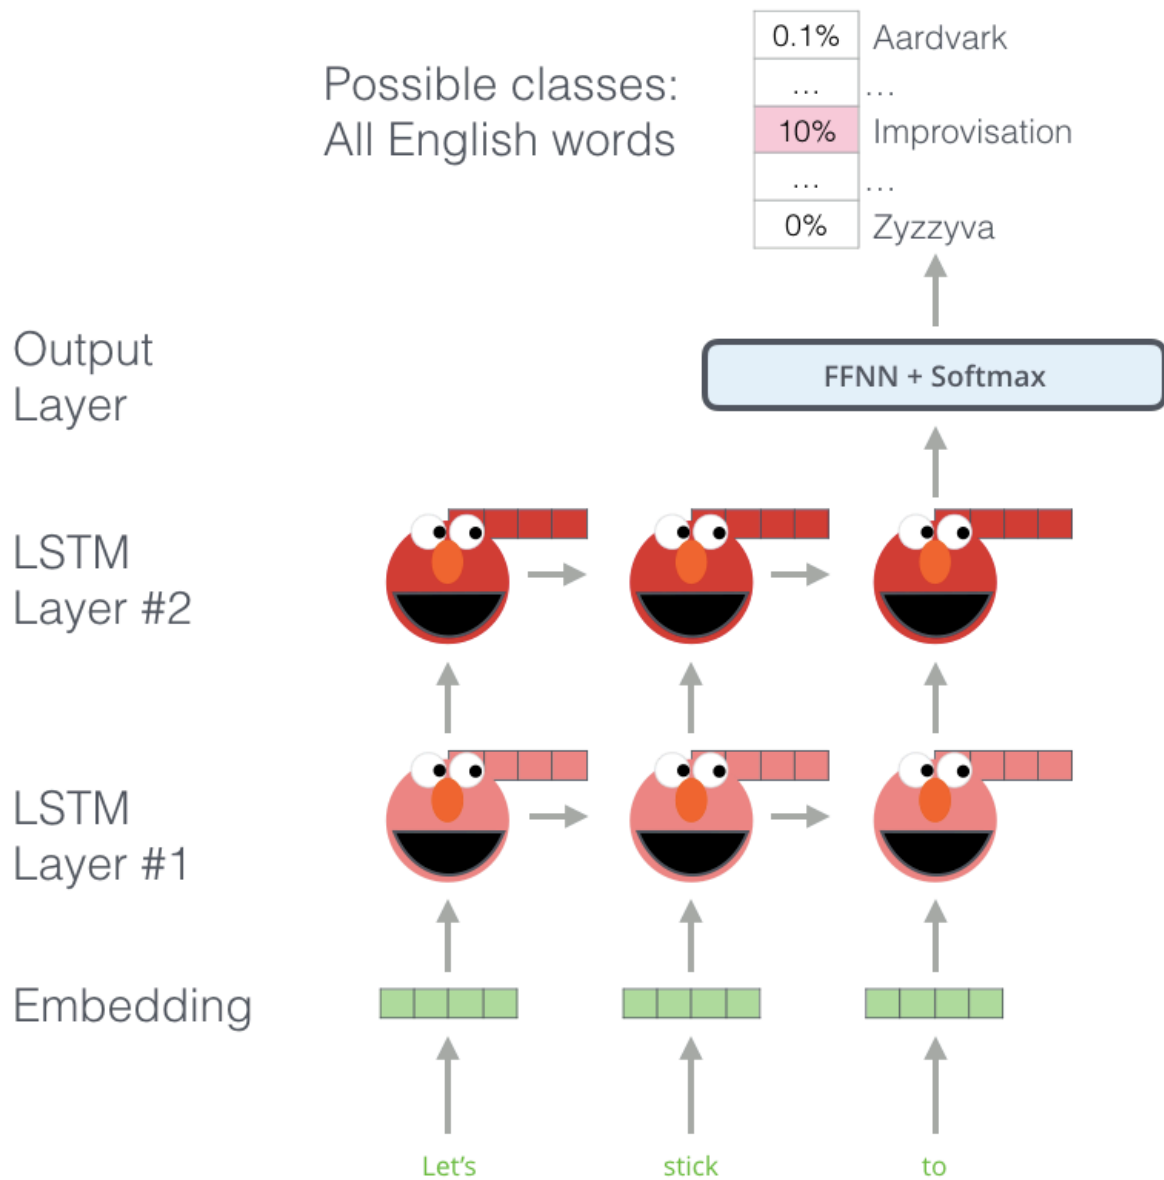 Possible classes:
All English words
0.1% Aardvark
... ...
10% Improvisation
... ...
0% Zyzzyva
Output
Layer
FFNN + Softmax
LSTM
Layer #2
LSTM
Layer #1
Embedding
Let's stick to